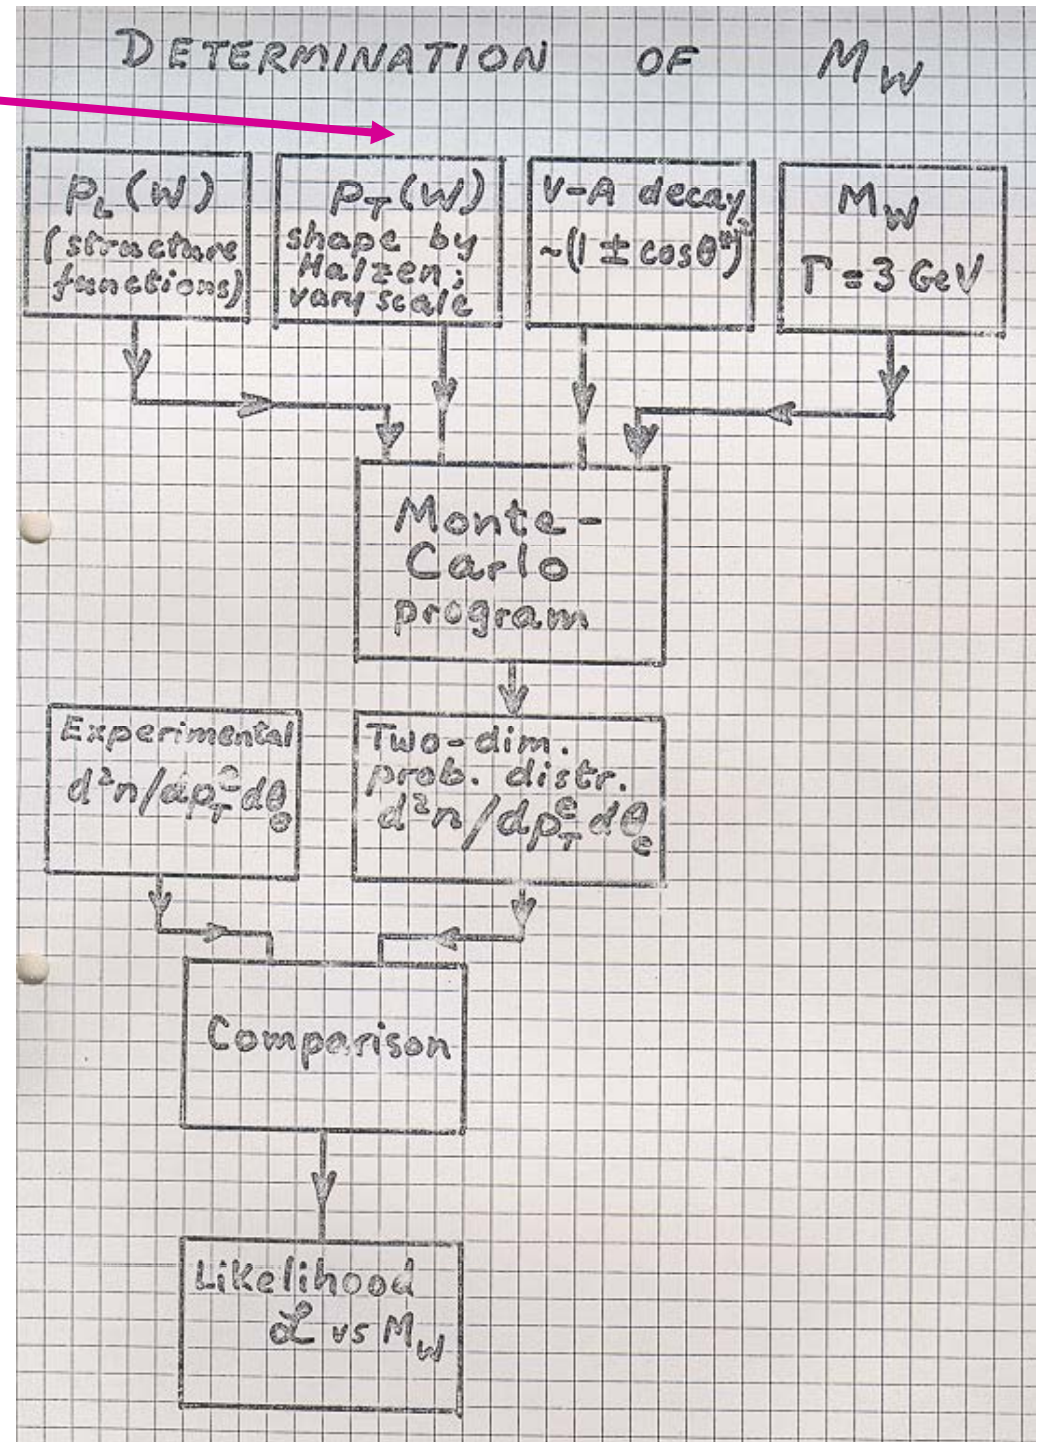 DETERMINATION OF M_W
P_L (W)
(structure
functions)
P_T (W)
shape by
Halzen;
vary scale
V-A decay
~(1 ± cosθ*)²
M_W
Γ = 3 GeV
Monte-
Carlo
program
Experimental
d²n/dp_T^e dθ_e
Two-dim.
prob. distr.
d²n/dp_T^e dθ_e
Comparison
Likelihood
ℒ vs M_W